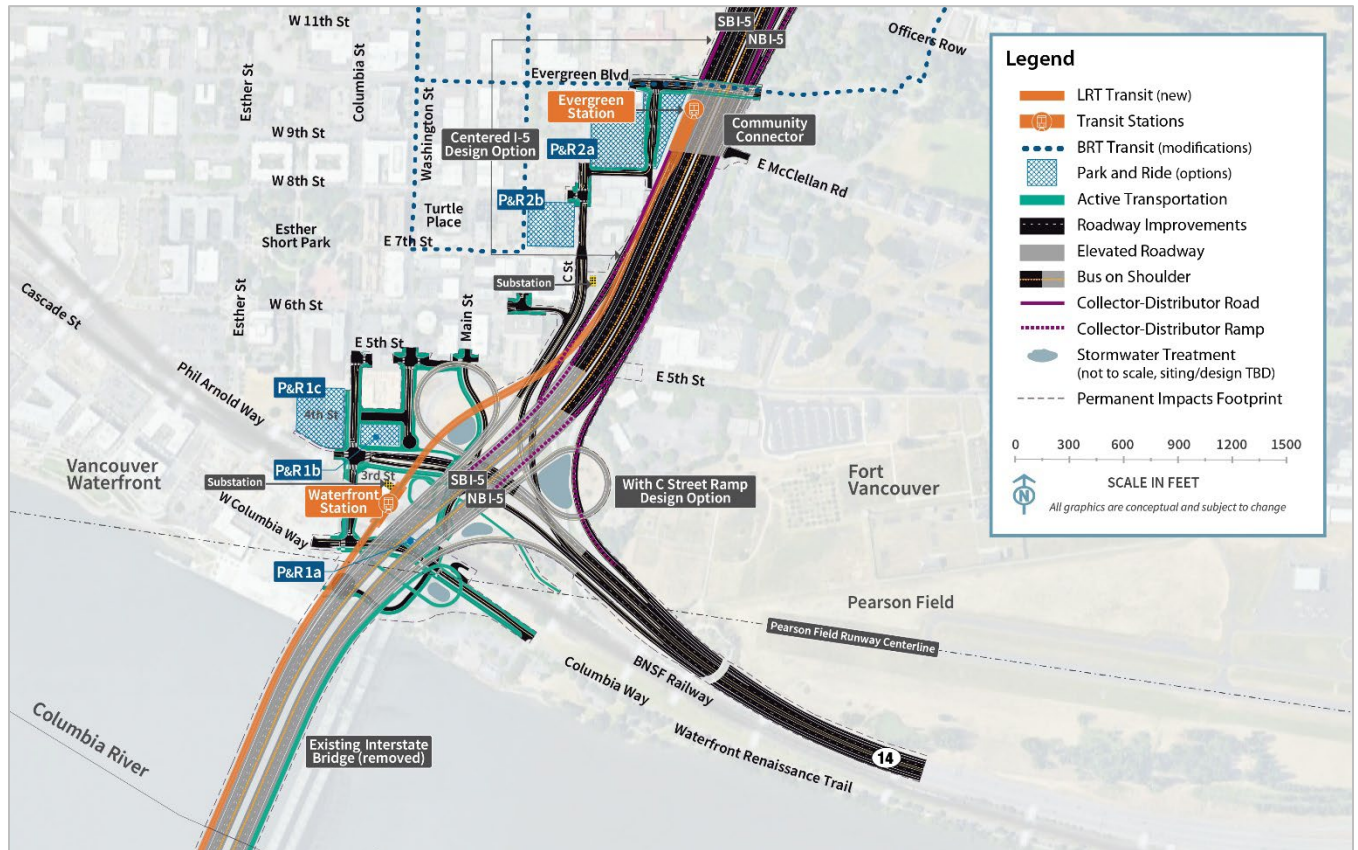 W 11th St
Esther St
Columbia St
Washington St
SBI-5
NBI-5
Officers Row
Evergreen Blvd
Evergreen
Station
Community
Connector
W 9th St
Centered I-5
Design Option
P&R2a
E McClellan Rd
W 8th St
P&R2b
Turtle
Place
Esther
Short Park
E 7th St
C St
Substation
Cascade St
Esther St
W 6th St
Main St
E 5th St
E 5th St
Phil Arnold Way
P&R1c
4th St
Vancouver
Waterfront
P&R1b
3rd St
Substation
SBI-5
NBI-5
With C Street Ramp
Design Option
Fort
Vancouver
Waterfront
Station
W Columbia Way
P&R1a
Pearson Field
Pearson Field Runway Centerline
BNSF Railway
Columbia Way
Waterfront Renaissance Trail
14
Columbia River
Existing Interstate
Bridge (removed)
Legend
LRT Transit (new)
Transit Stations
BRT Transit (modifications)
Park and Ride (options)
Active Transportation
Roadway Improvements
Elevated Roadway
Bus on Shoulder
Collector-Distributor Road
Collector-Distributor Ramp
Stormwater Treatment
(not to scale, siting/design TBD)
Permanent Impacts Footprint
0 300 600 900 1200 1500
N
SCALE IN FEET
All graphics are conceptual and subject to change